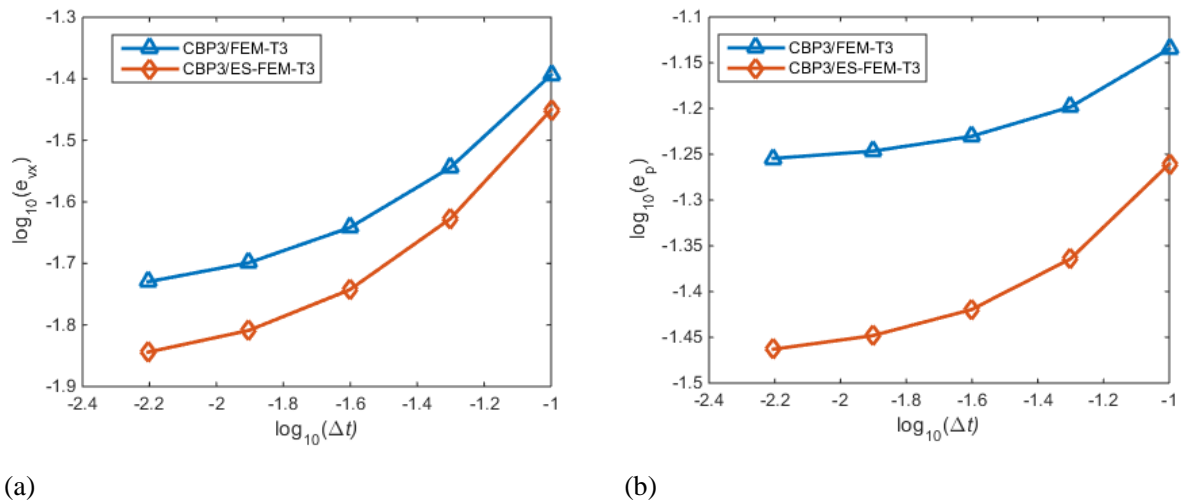 -1.3
-1.4
-1.5
-1.6
-1.7
-1.8
-1.9
log10(evx)
CBP3/FEM-T3
CBP3/ES-FEM-T3
-2.4 -2.2 -2 -1.8 -1.6 -1.4 -1.2 -1
log10(Δt)
(a)
-1.1
-1.15
-1.2
-1.25
-1.3
-1.35
-1.4
-1.45
-1.5
log10(ep)
CBP3/FEM-T3
CBP3/ES-FEM-T3
-2.4 -2.2 -2 -1.8 -1.6 -1.4 -1.2 -1
log10(Δt)
(b)